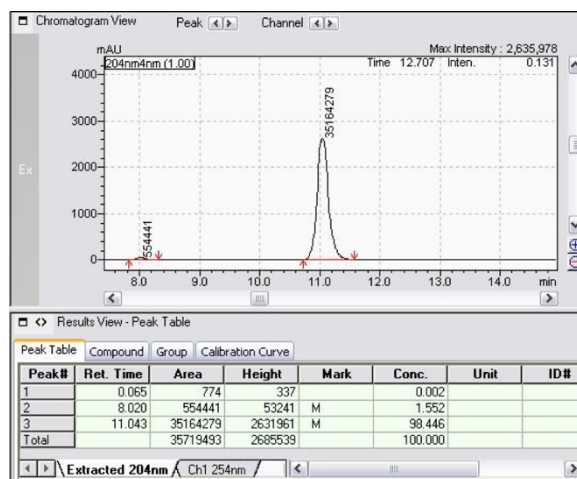 Chromatogram View Peak Channel
mAU Max Intensity : 2,635,978
204nm4nm (1.00) Time 12.707 Inten. 0.131
4000
3000
2000
1000
0
554441
35164279
8.0 9.0 10.0 11.0 12.0 13.0 14.0 min
Ex
Results View - Peak Table
Peak Table Compound Group Calibration Curve
Peak# Ret. Time Area Height Mark Conc. Unit ID#
1 0.065 774 337 0.002
2 8.020 554441 53241 M 1.552
3 11.043 35164279 2631961 M 98.446
Total 35719493 2685539 100.000
Extracted 204nm Ch1 254nm